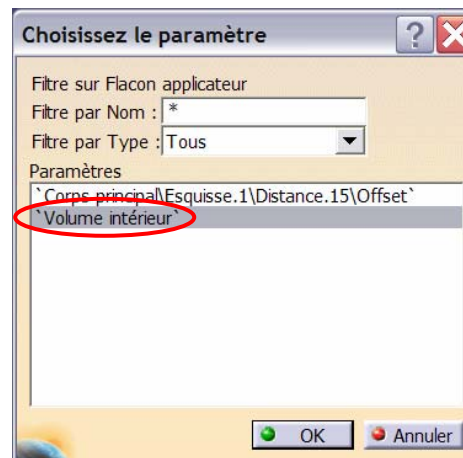 Choisissez le paramètre
Filtre sur Flacon applicateur
Filtre par Nom : *
Filtre par Type : Tous
Paramètres
`Corps principal\Esquisse.1\Distance.15\Offset`
`Volume intérieur`
OK Annuler